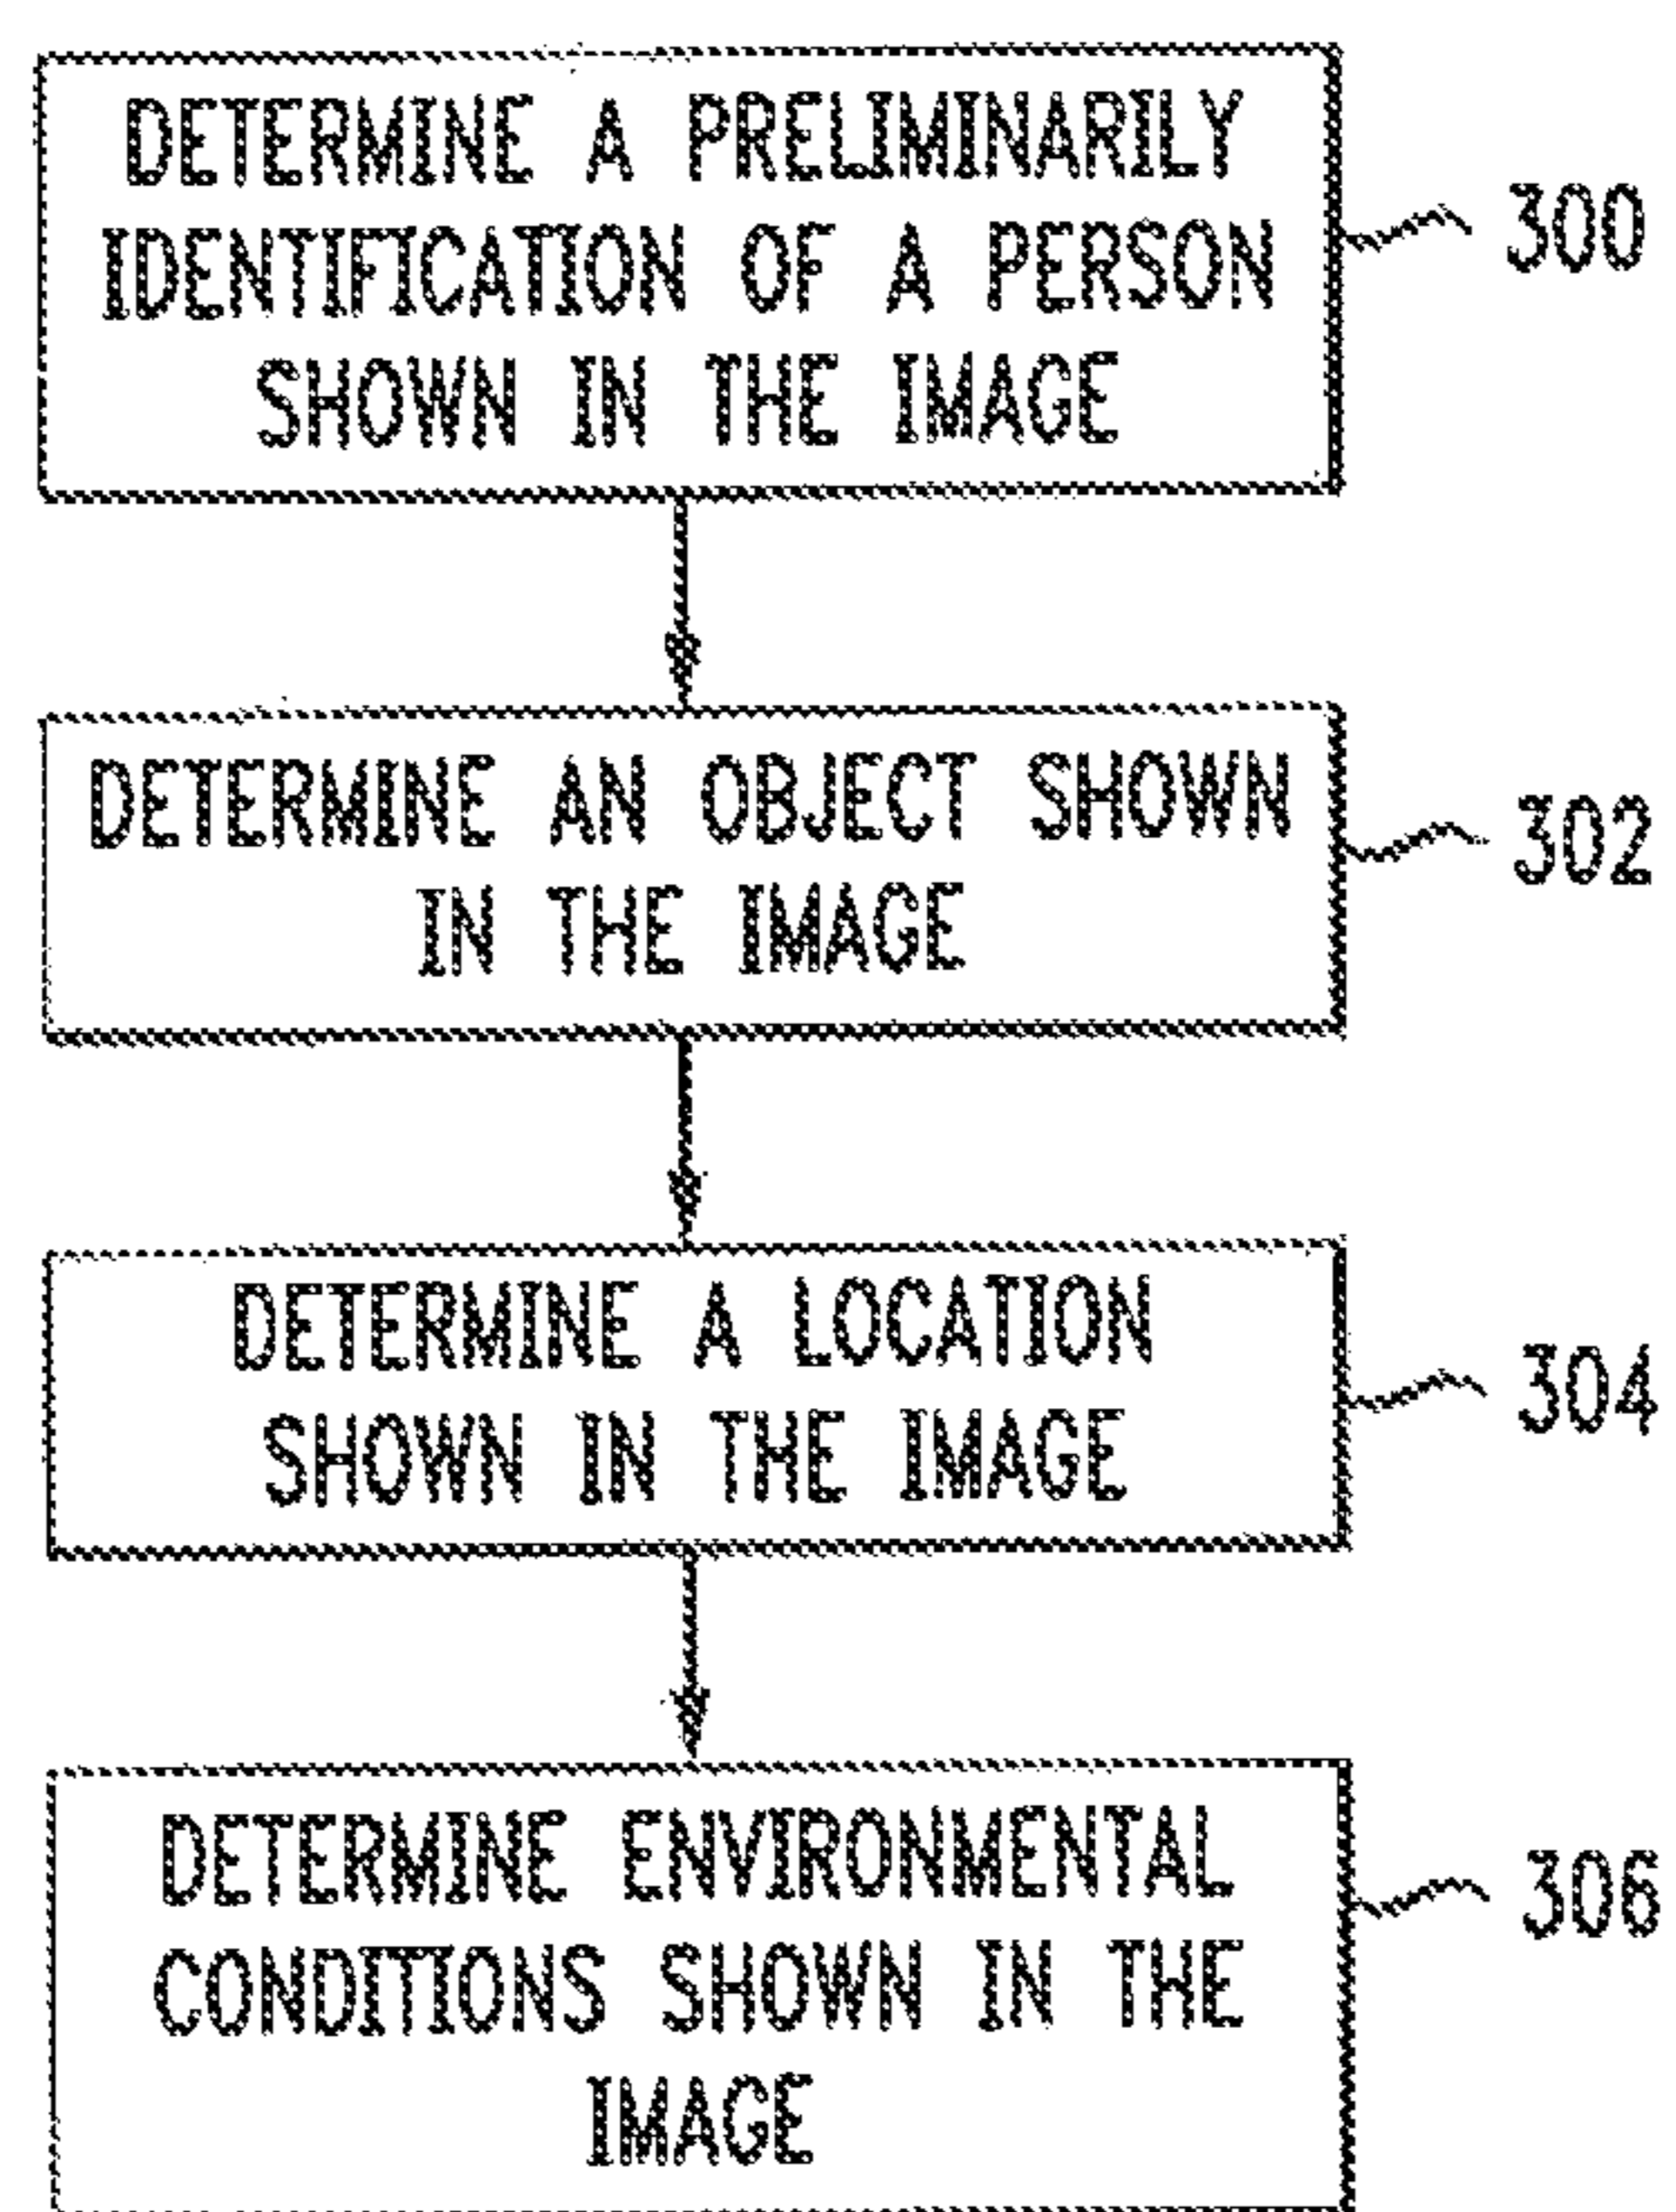 DETERMINE A PRELIMINARILY
IDENTIFICATION OF A PERSON
SHOWN IN THE IMAGE
300
DETERMINE AN OBJECT SHOWN
IN THE IMAGE
302
DETERMINE A LOCATION
SHOWN IN THE IMAGE
304
DETERMINE ENVIRONMENTAL
CONDITIONS SHOWN IN THE
IMAGE
306